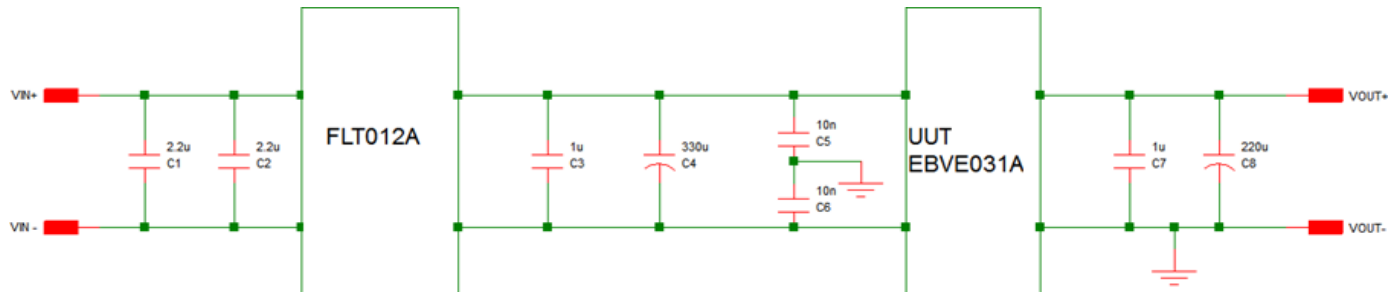 VIN+
2.2u
C1
2.2u
C2
VIN -
FLT012A
1u
C3
330u
C4
10n
C5
10n
C6
UUT
EBVE031A
1u
C7
220u
C8
VOUT+
VOUT-